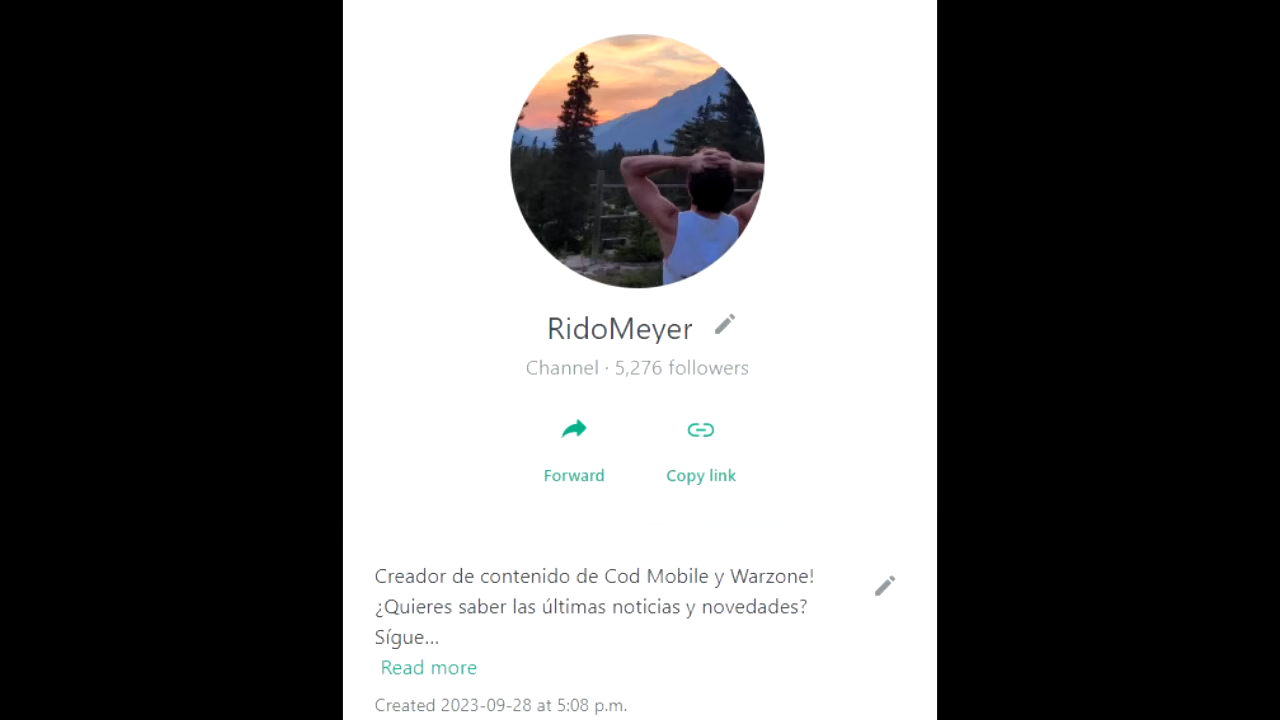 RidoMeyer
Channel · 5,276 followers
Forward
Copy link
Creador de contenido de Cod Mobile y Warzone!
¿Quieres saber las últimas noticias y novedades?
Sígue...
Read more
Created 2023-09-28 at 5:08 p.m.